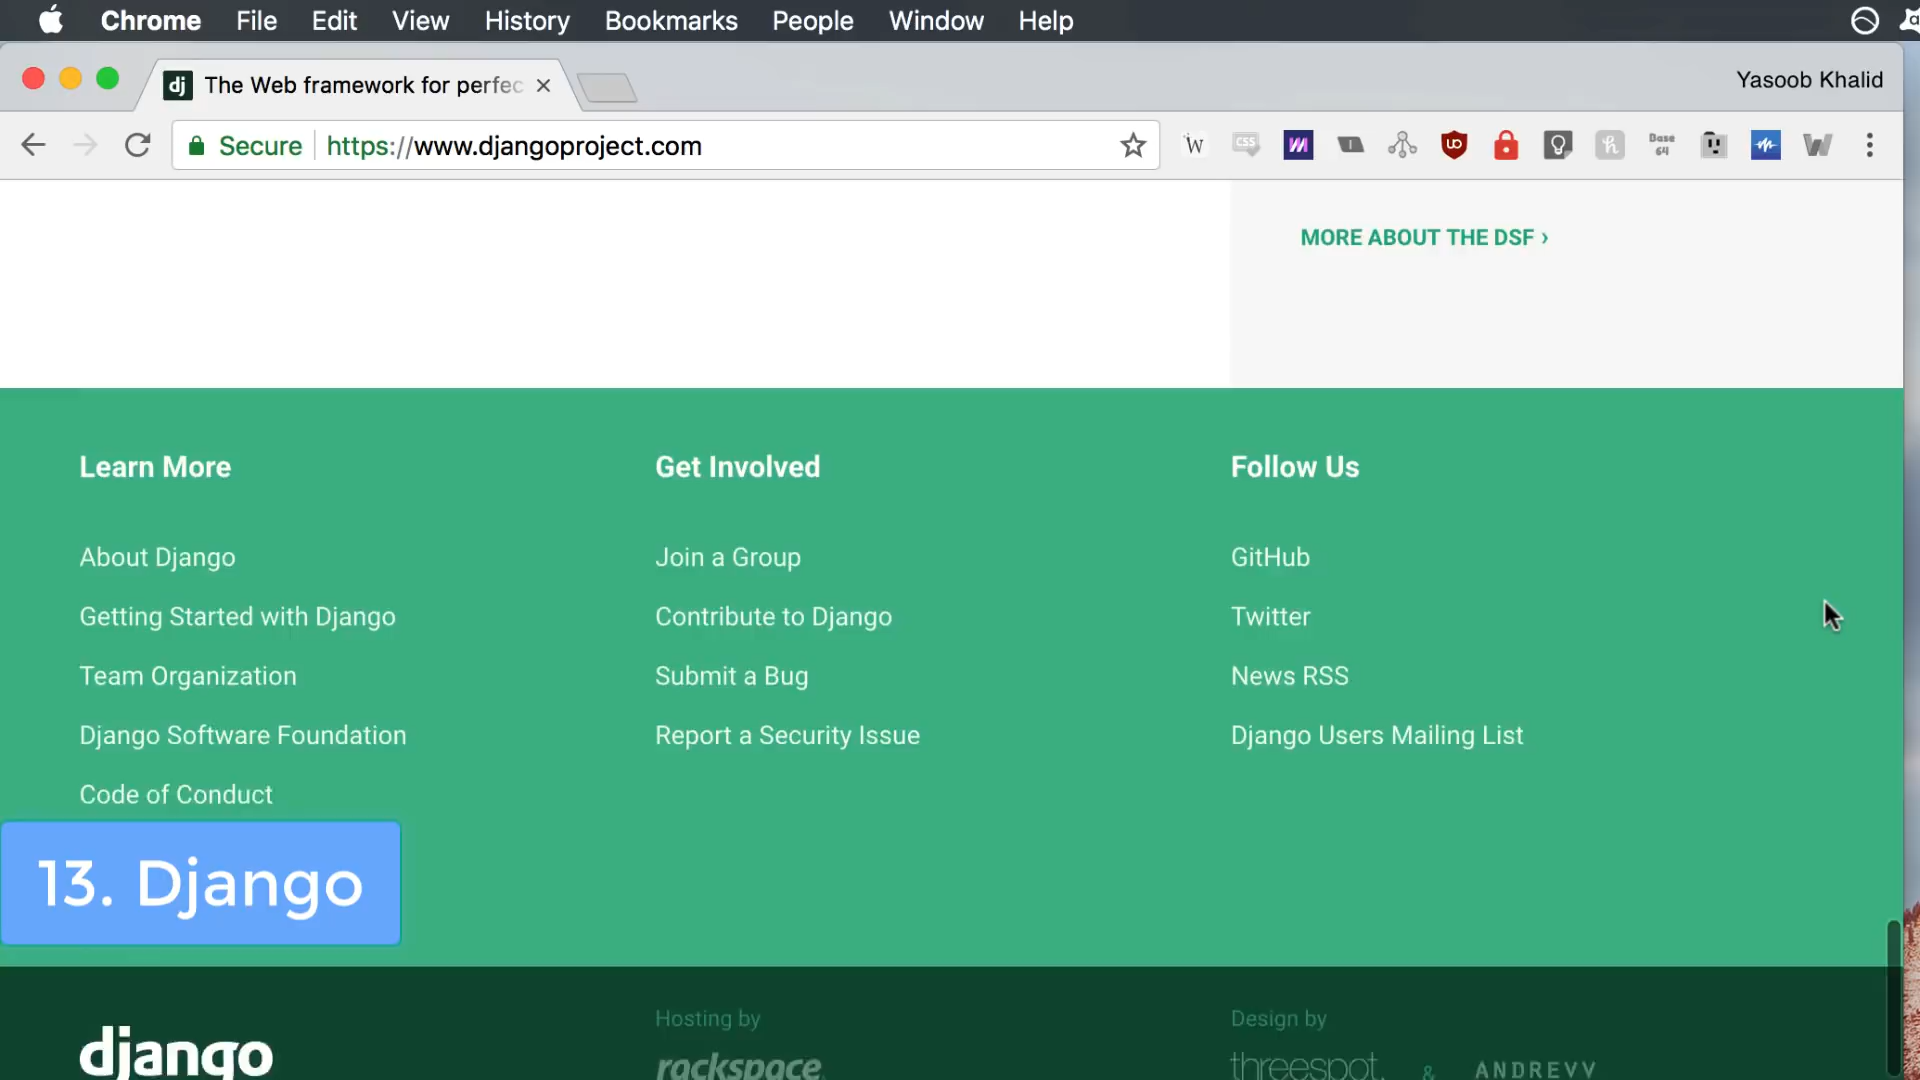 Chrome File Edit View History Bookmarks People Window Help
dj The Web framework for perfec
Yasoob Khalid
Secure https://www.djangoproject.com
MORE ABOUT THE DSF ›
Learn More
About Django
Getting Started with Django
Team Organization
Django Software Foundation
Code of Conduct
Get Involved
Join a Group
Contribute to Django
Submit a Bug
Report a Security Issue
Follow Us
GitHub
Twitter
News RSS
Django Users Mailing List
13. Django
django
Hosting by
rackspace
Design by
threespot. & ANDREVV